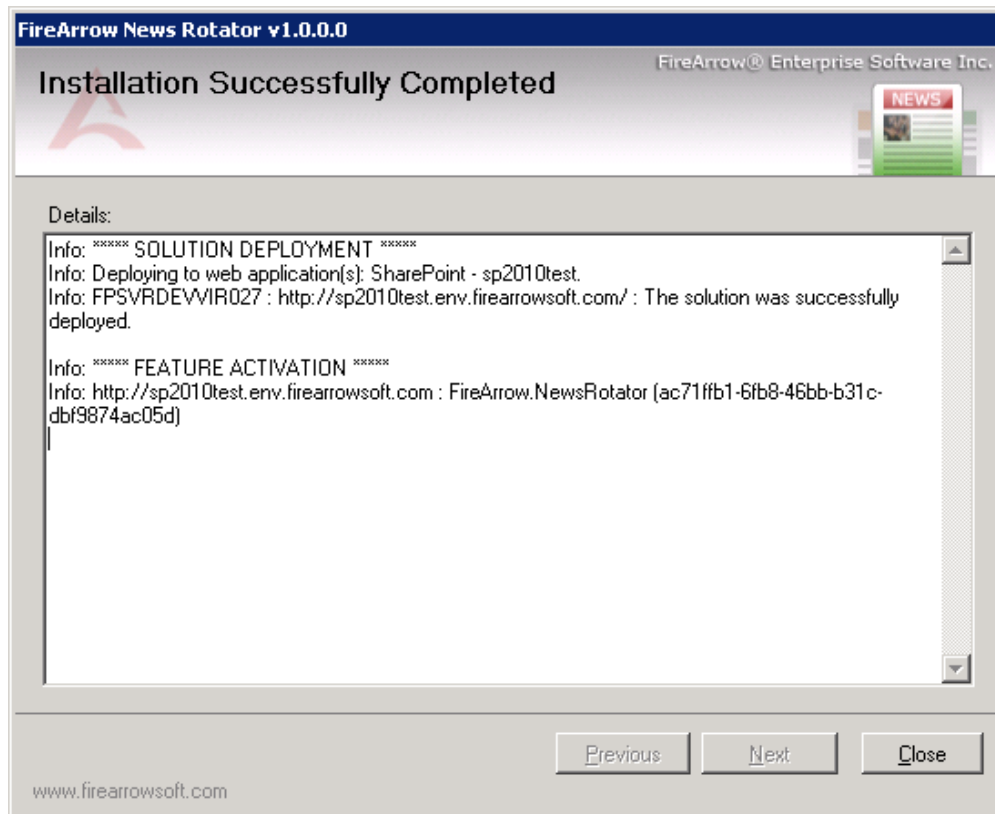 FireArrow News Rotator v1.0.0.0
FireArrow® Enterprise Software Inc.
Installation Successfully Completed
NEWS
Details:
Info: ***** SOLUTION DEPLOYMENT *****
Info: Deploying to web application(s): SharePoint - sp2010test.
Info: FPSVRDEVVIR027 : http://sp2010test.env.firearrowsoft.com/ : The solution was successfully
deployed.
Info: ***** FEATURE ACTIVATION *****
Info: http://sp2010test.env.firearrowsoft.com : FireArrow.NewsRotator (ac71ffb1-6fb8-46bb-b31c-
dbf9874ac05d)
Previous
Next
Close
www.firearrowsoft.com